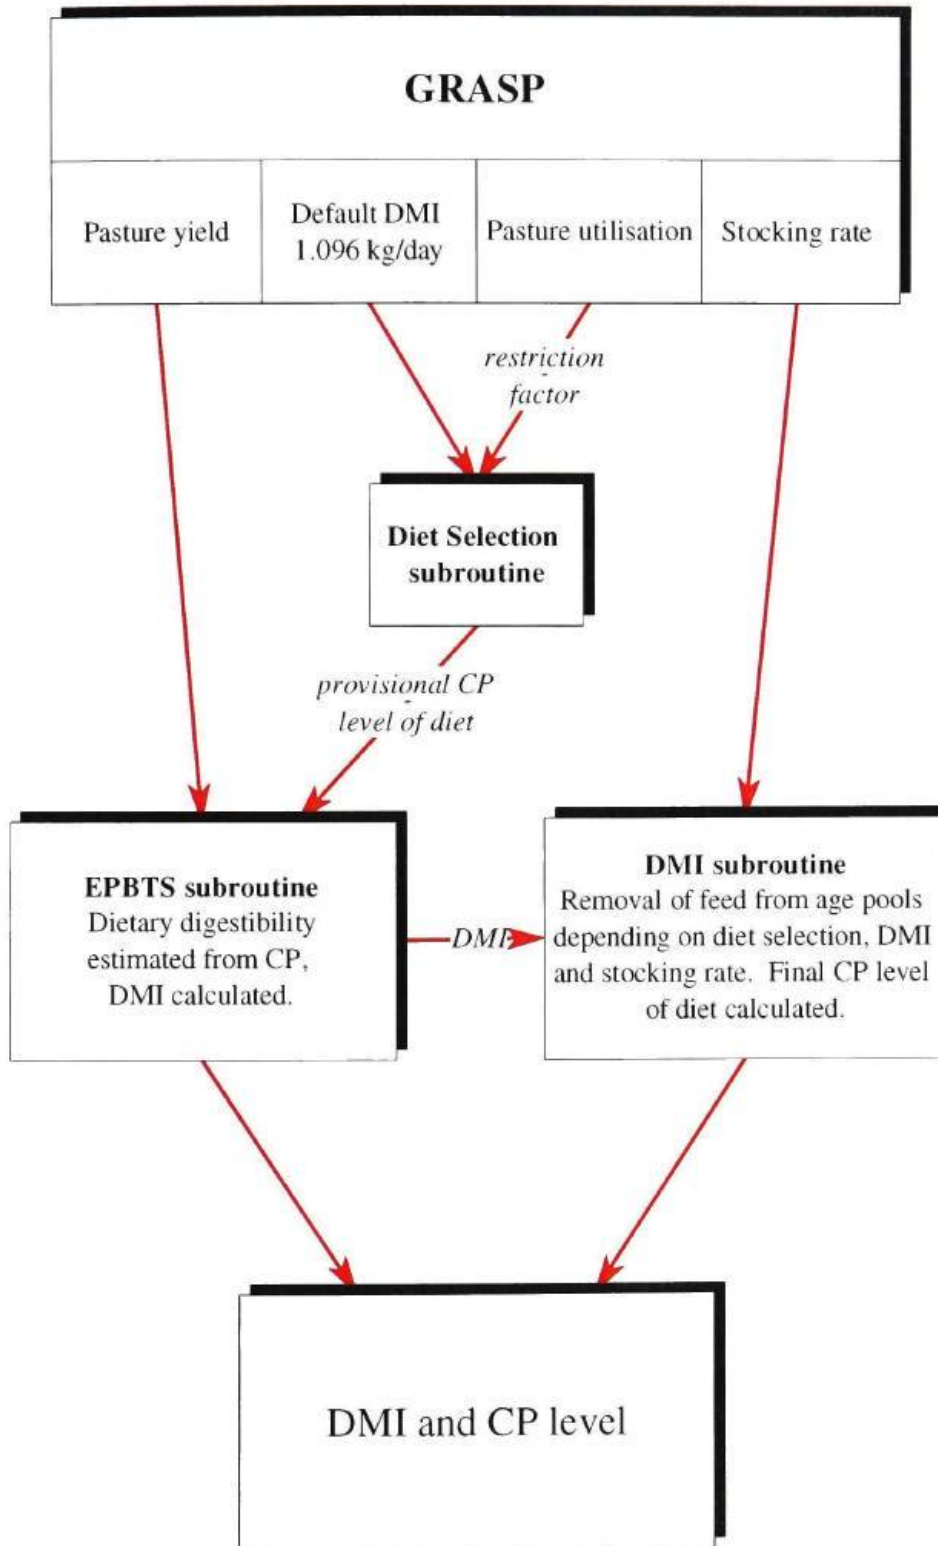 GRASP
Pasture yield
Default DMI
1.096 kg/day
Pasture utilisation
Stocking rate
restriction
factor
Diet Selection
subroutine
provisional CP
level of diet
EPBTS subroutine
Dietary digestibility
estimated from CP,
DMI calculated.
DMI
DMI subroutine
Removal of feed from age pools
depending on diet selection, DMI
and stocking rate. Final CP level
of diet calculated.
DMI and CP level